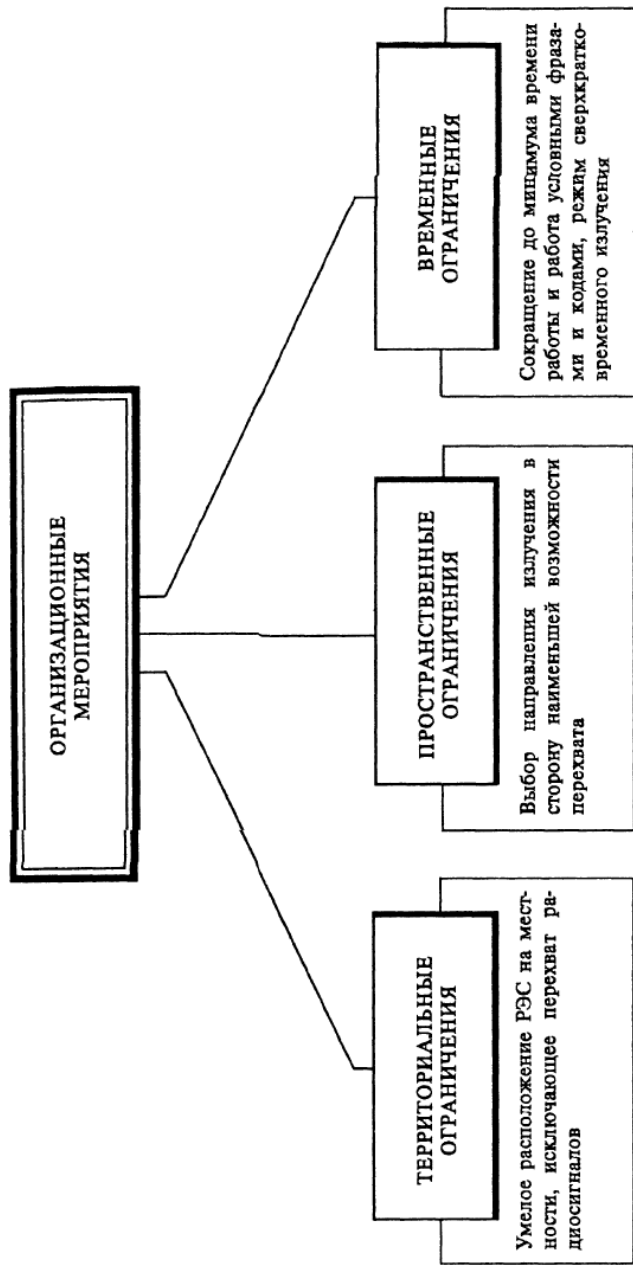 ОРГАНИЗАЦИОННЫЕ
МЕРОПРИЯТИЯ
ТЕРРИТОРИАЛЬНЫЕ
ОГРАНИЧЕНИЯ
Умелое расположение РЭС на мест-
ности, исключающее перехват ра-
диосигналов
ПРОСТРАНСТВЕННЫЕ
ОГРАНИЧЕНИЯ
Выбор направления излучения в
сторону наименьшей возможности
перехвата
ВРЕМЕННЫЕ
ОГРАНИЧЕНИЯ
Сокращение до минимума времени
работы и работа условными фраза-
ми и кодами, режим сверхкратко-
временного излучения